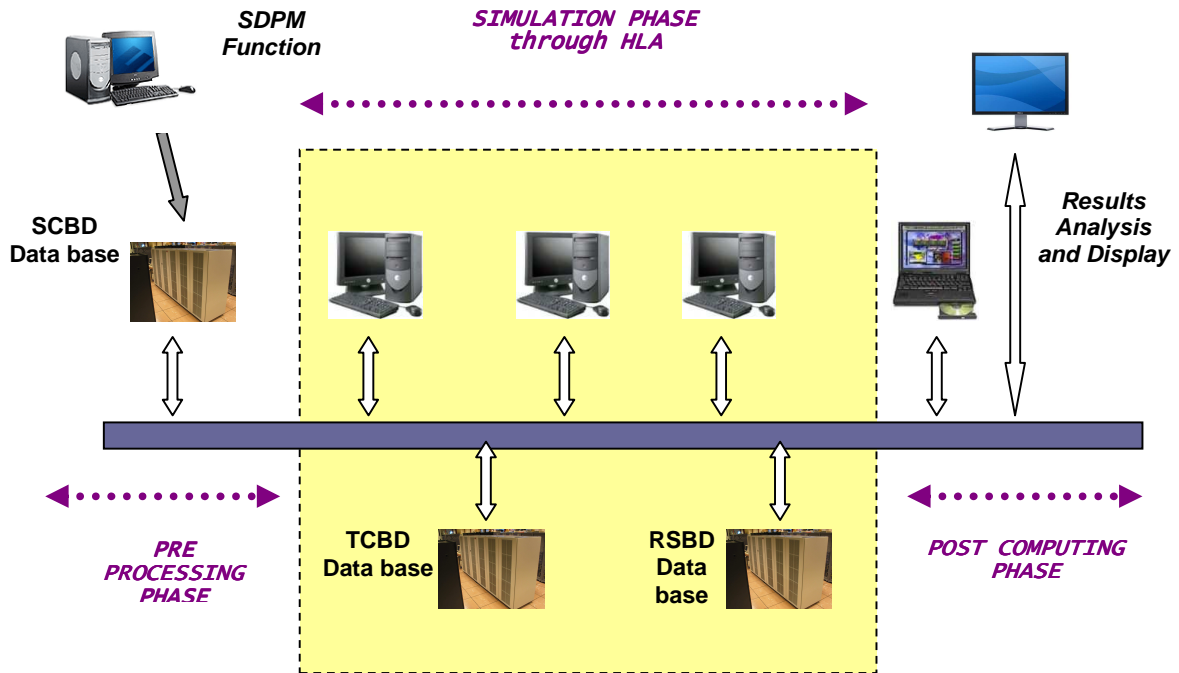 SDPM
Function
SIMULATION PHASE
through HLA
SCBD
Data base
Results
Analysis
and Display
PRE
PROCESSING
PHASE
TCBD
Data base
RSBD
Data
base
POST COMPUTING
PHASE